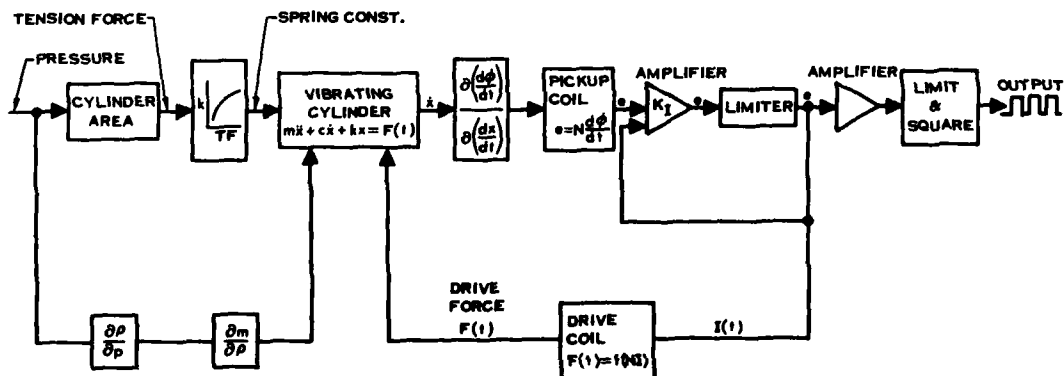 TENSION FORCE
SPRING CONST.
PRESSURE
CYLINDER
AREA
k
TF
VIBRATING
CYLINDER
mẍ + cẋ + kx = F(t)
ẋ
∂(dϕ/dt)
∂(dx/dt)
PICKUP
COIL
e=N dϕ/dt
e
AMPLIFIER
K_I
e
LIMITER
e
AMPLIFIER
LIMIT
&
SQUARE
OUTPUT
∂ρ/∂p
∂m/∂ρ
DRIVE
FORCE
F(t)
DRIVE
COIL
F(t)=f(NI)
I(t)